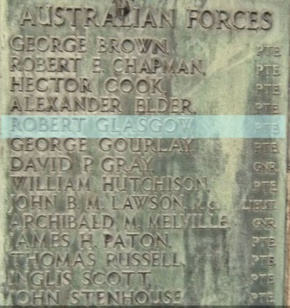 AUSTRALIAN FORCES
GEORGE BROWN. PTE
ROBERT E. CHAPMAN, PTE
HECTOR COOK, PTE
ALEXANDER ELDER, PTE
ROBERT GLASGOW PTE
GEORGE GOURLAY, PTE
DAVID P. GRAY, GNR
WILLIAM HUTCHISON, PTE
JOHN B. M. LAWSON, LIEUT
ARCHIBALD M. MELVILLE, GNR
JAMES H. PATON, PTE
THOMAS RUSSELL, PTE
INGLIS SCOTT, PTE
JOHN STENHOUSE PTE